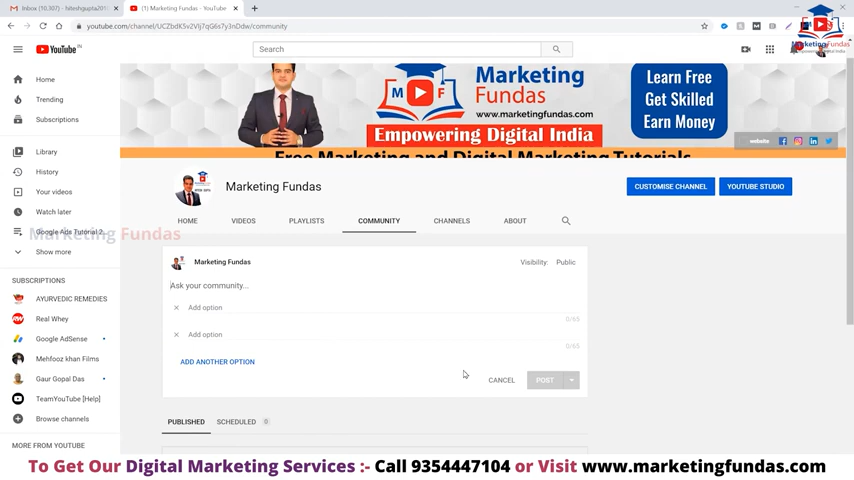 Inbox (10,307) - hiteshgupta201
(1) Marketing Fundas - YouTube
youtube.com/channel/UCZbdK5v2VIj7qG6s7y3nDdw/community
YouTube IN
Search
Marketing Fundas
M F
Marketing
Fundas
www.marketingfundas.com
Empowering Digital India
Learn Free
Get Skilled
Earn Money
website
Free Marketing and Digital Marketing Tutorials
Home
Trending
Subscriptions
Library
History
Your videos
Watch later
Google Ads Tutorial 2...
Show more
Marketing Fundas
SUBSCRIPTIONS
AYURVEDIC REMEDIES
Real Whey
Google AdSense
Mehfooz khan Films
Gaur Gopal Das
TeamYouTube [Help]
Browse channels
MORE FROM YOUTUBE
Marketing Fundas
CUSTOMISE CHANNEL
YOUTUBE STUDIO
HOME
VIDEOS
PLAYLISTS
COMMUNITY
CHANNELS
ABOUT
Marketing Fundas
Visibility: Public
Ask your community...
Add option
0/65
Add option
0/65
ADD ANOTHER OPTION
CANCEL
POST
PUBLISHED
SCHEDULED 0
To Get Our Digital Marketing Services :- Call 9354447104 or Visit www.marketingfundas.com